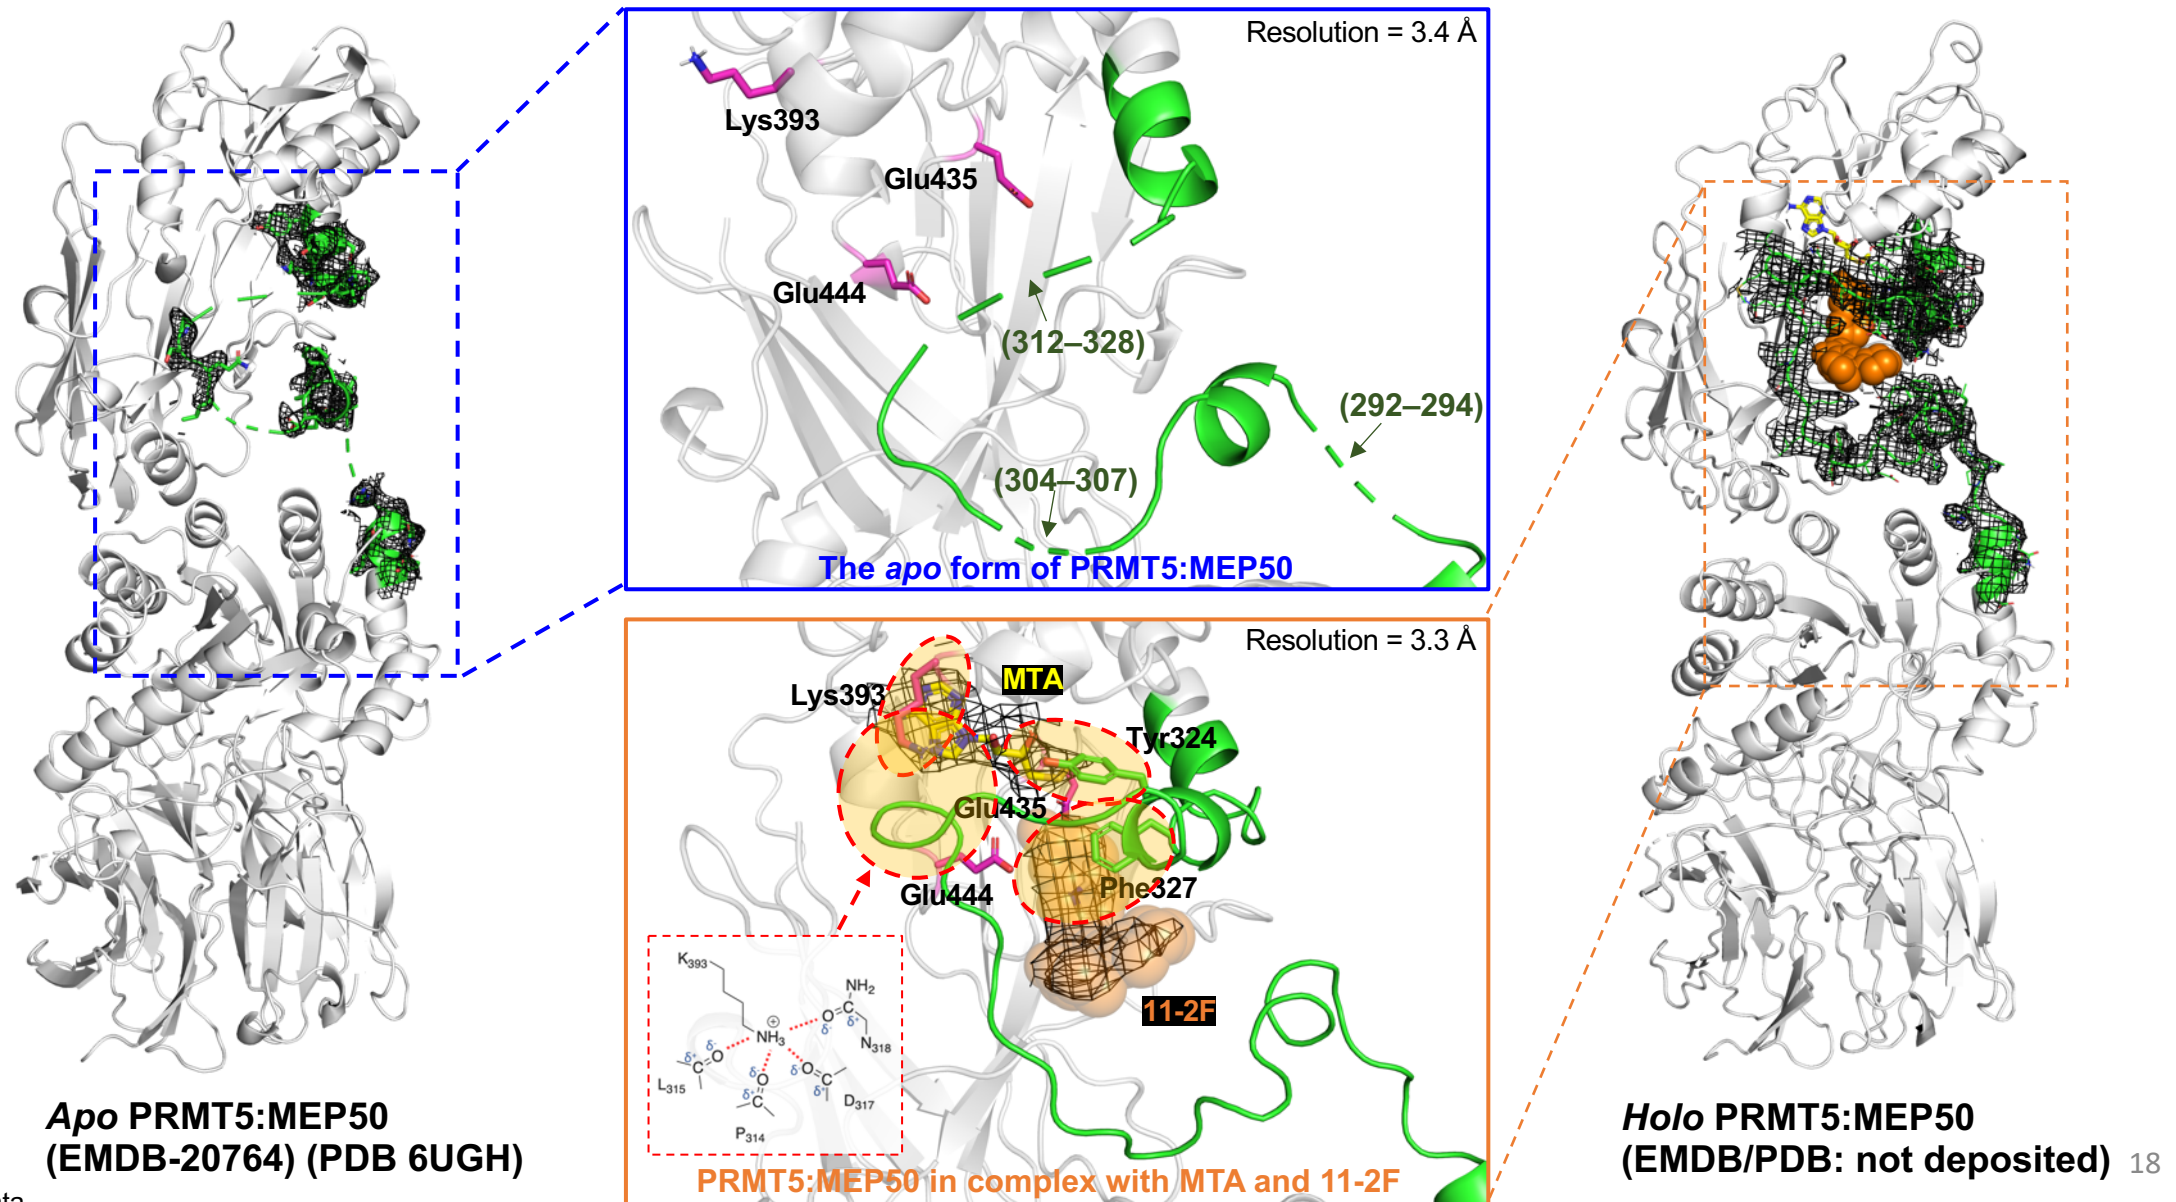 Resolution = 3.4 Å
Lys393
Glu435
Glu444
(312–328)
(292–294)
(304–307)
The apo form of PRMT5:MEP50
Resolution = 3.3 Å
MTA
Lys393
Tyr324
Glu435
Phe327
Glu444
11-2F
K393
NH2
O
δ-
C
δ+
N318
⊕
NH3
δ-
O
δ+
C
L315
δ-
O
δ+
C
P314
δ-
O
C
δ+
D317
PRMT5:MEP50 in complex with MTA and 11-2F
Apo PRMT5:MEP50
(EMDB-20764) (PDB 6UGH)
Holo PRMT5:MEP50
(EMDB/PDB: not deposited)
18